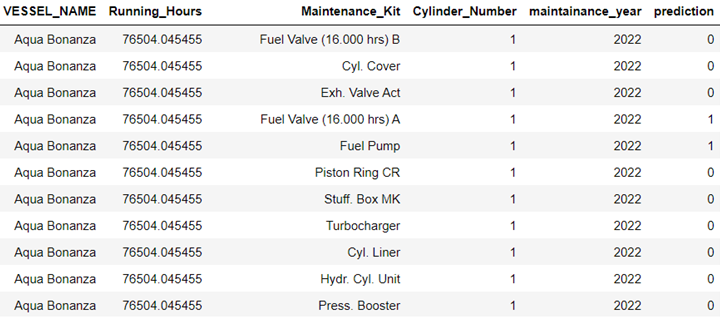 VESSEL_NAME Running_Hours Maintenance_Kit Cylinder_Number maintainance_year prediction
Aqua Bonanza 76504.045455 Fuel Valve (16.000 hrs) B 1 2022 0
Aqua Bonanza 76504.045455 Cyl. Cover 1 2022 0
Aqua Bonanza 76504.045455 Exh. Valve Act 1 2022 0
Aqua Bonanza 76504.045455 Fuel Valve (16.000 hrs) A 1 2022 1
Aqua Bonanza 76504.045455 Fuel Pump 1 2022 1
Aqua Bonanza 76504.045455 Piston Ring CR 1 2022 0
Aqua Bonanza 76504.045455 Stuff. Box MK 1 2022 0
Aqua Bonanza 76504.045455 Turbocharger 1 2022 0
Aqua Bonanza 76504.045455 Cyl. Liner 1 2022 0
Aqua Bonanza 76504.045455 Hydr. Cyl. Unit 1 2022 0
Aqua Bonanza 76504.045455 Press. Booster 1 2022 0